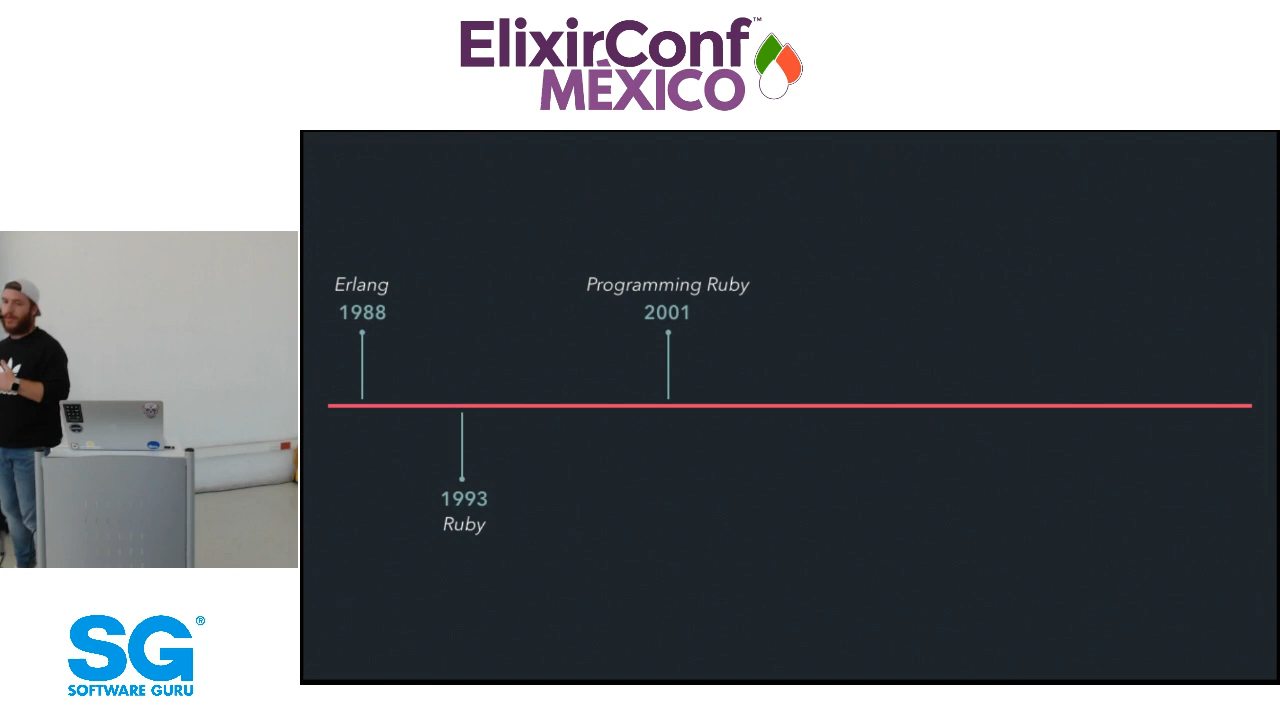 ElixirConf™
MÉXICO
Erlang
1988
Programming Ruby
2001
1993
Ruby
SG®
SOFTWARE GURU